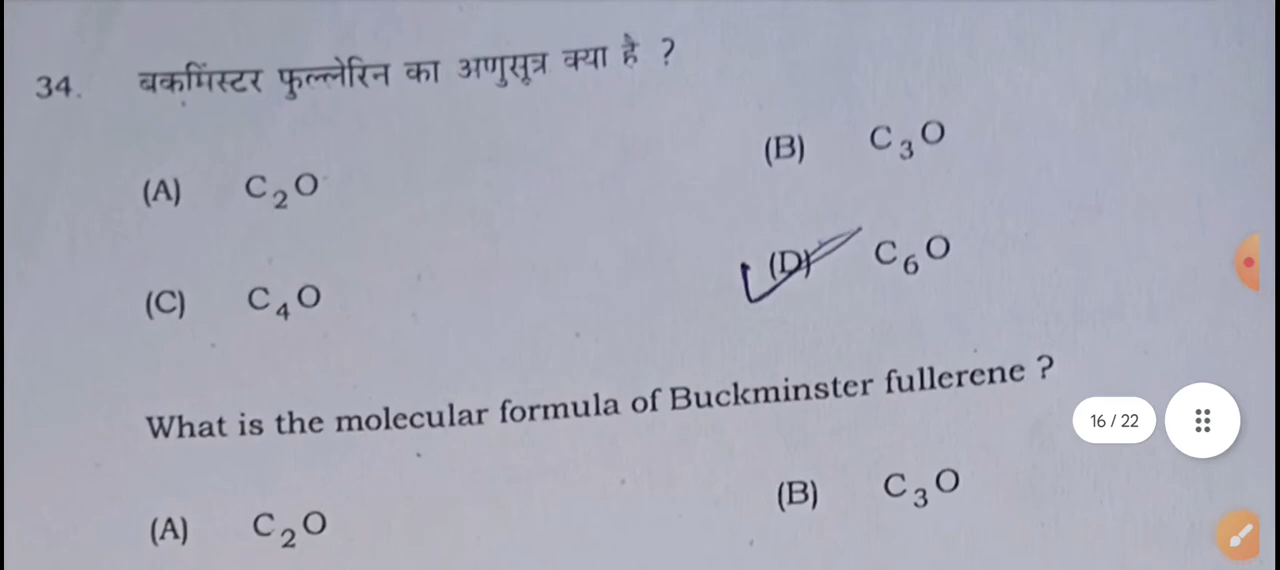 34. बकमिंस्टर फुल्लेरिन का अणुसूत्र क्या है ?
(A) C₂O (B) C₃O
(C) C₄O (D) C₆O
What is the molecular formula of Buckminster fullerene ?
16 / 22
(A) C₂O (B) C₃O